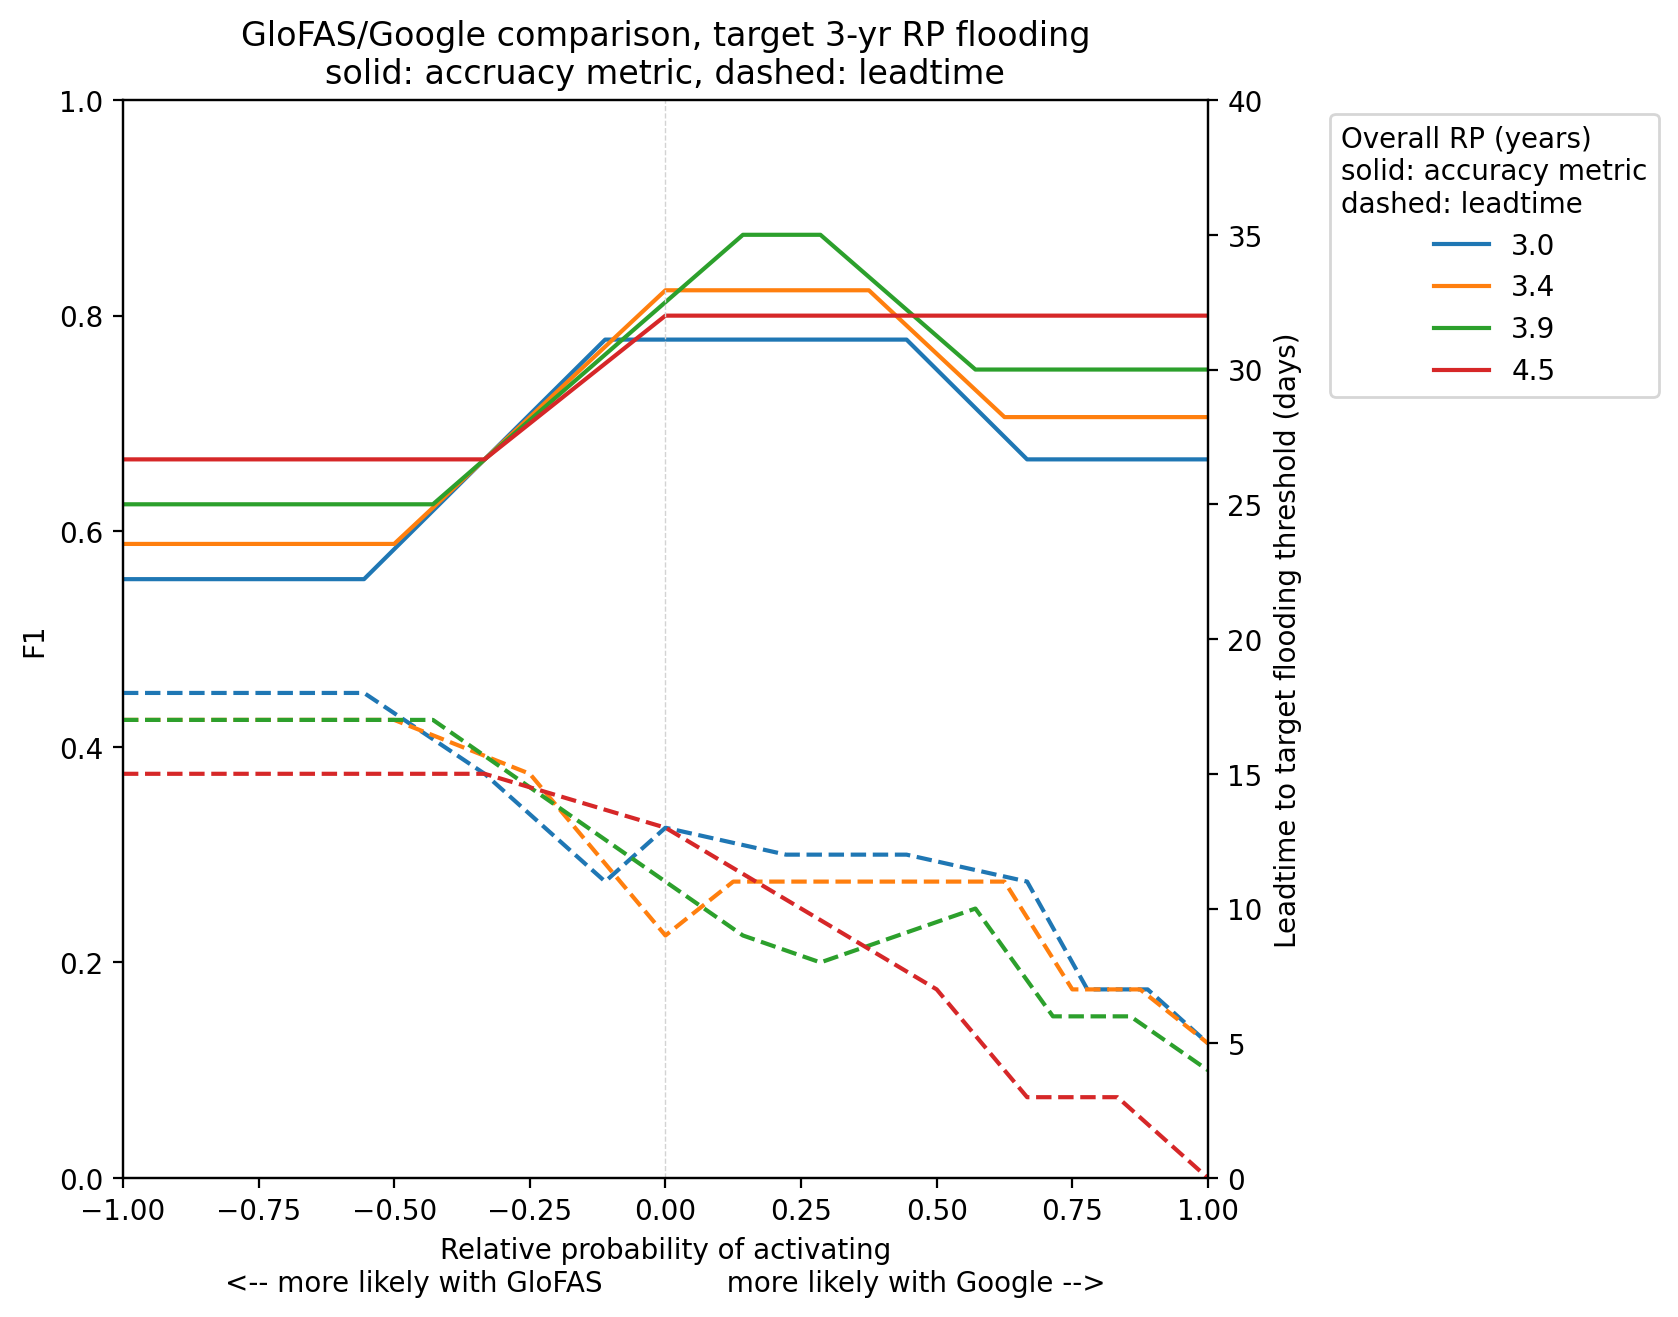 GloFAS/Google comparison, target 3-yr RP flooding
solid: accruacy metric, dashed: leadtime
1.0
0.8
0.6
0.4
0.2
0.0
F1
40
35
30
25
20
15
10
5
0
Leadtime to target flooding threshold (days)
−1.00 −0.75 −0.50 −0.25 0.00 0.25 0.50 0.75 1.00
Relative probability of activating
<-- more likely with GloFAS more likely with Google -->
Overall RP (years)
solid: accuracy metric
dashed: leadtime
3.0
3.4
3.9
4.5